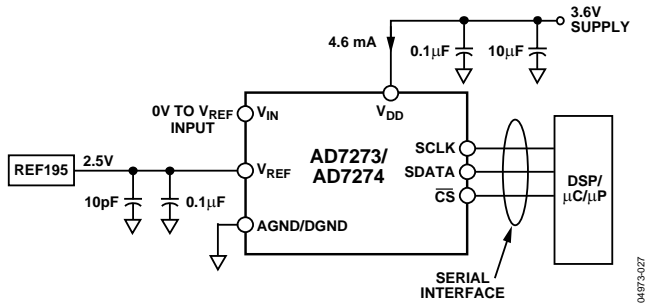 3.6V
SUPPLY
4.6 mA
0.1µF
10µF
0V TO VREF
INPUT
VIN
VDD
REF195
2.5V
VREF
10pF
0.1µF
AGND/DGND
AD7273/
AD7274
SCLK
SDATA
CS
DSP/
µC/µP
SERIAL
INTERFACE
04973-027